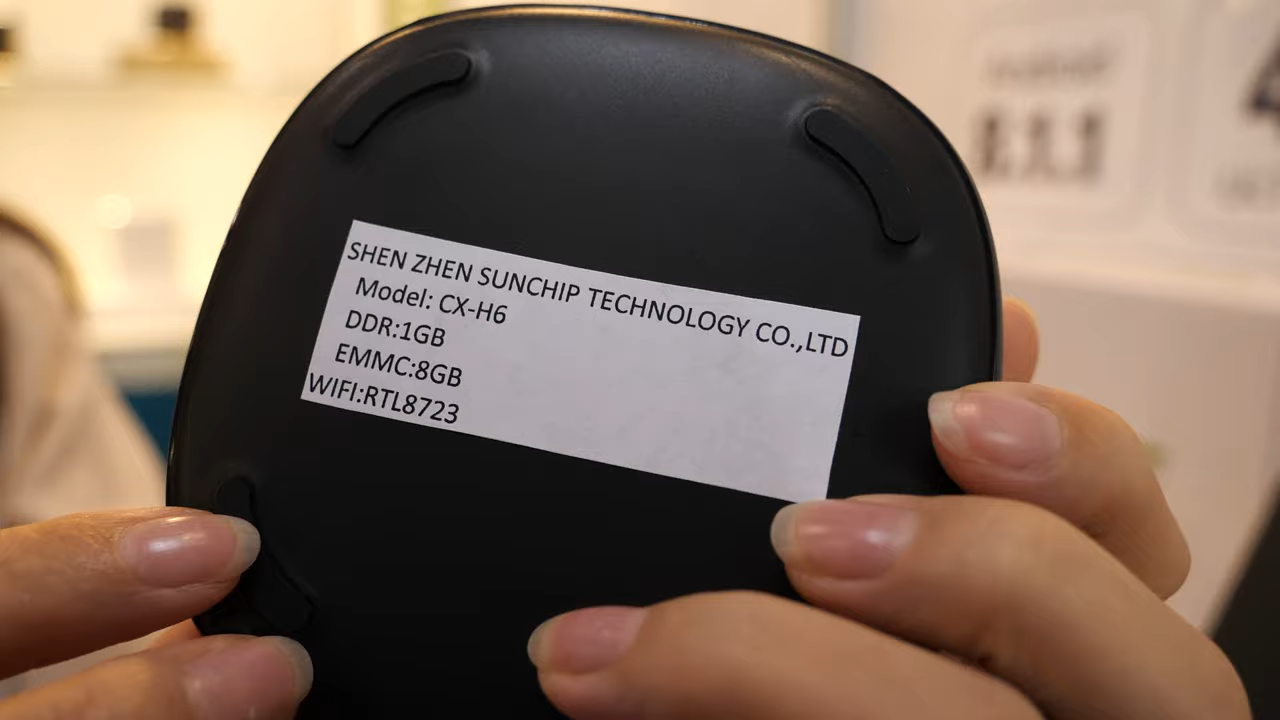 SHEN ZHEN SUNCHIP TECHNOLOGY CO.,LTD
Model: CX-H6
DDR:1GB
EMMC:8GB
WIFI:RTL8723